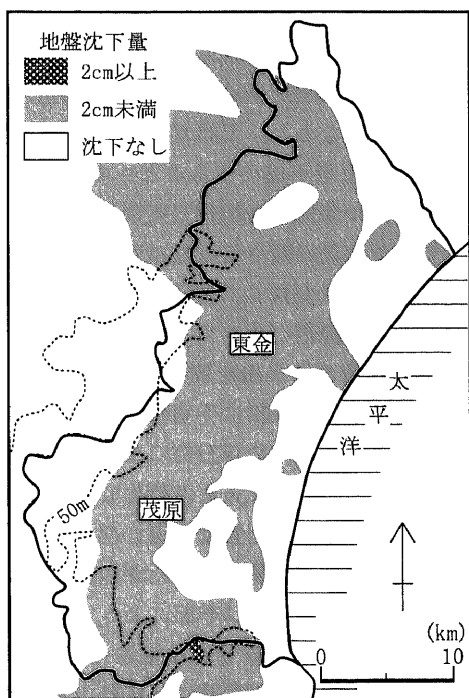 地盤沈下量
2cm以上
2cm未満
沈下なし
東金
太
平
洋
50m
茂原
(km)
0 10